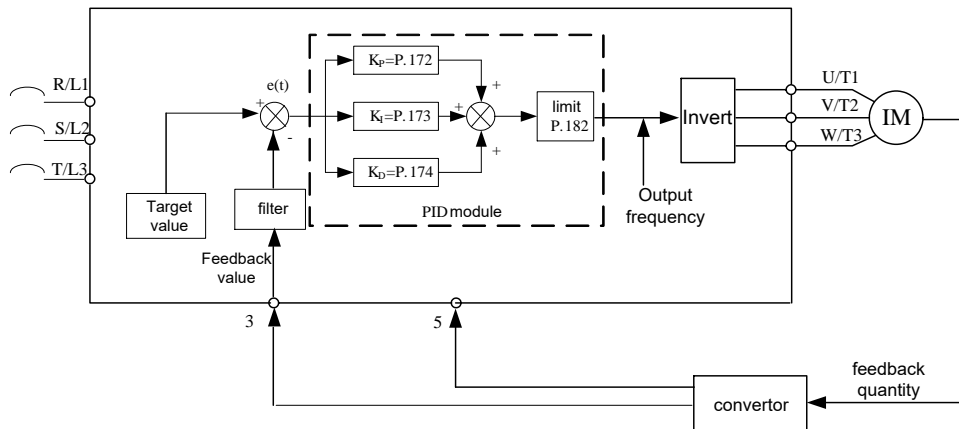 R/L1
S/L2
T/L3
e(t)
+
-
KP=P.172
KI=P.173
KD=P.174
+
+
+
limit
P.182
PID module
Target
value
filter
Feedback
value
Output
frequency
Invert
U/T1
V/T2
W/T3
IM
3
5
convertor
feedback
quantity